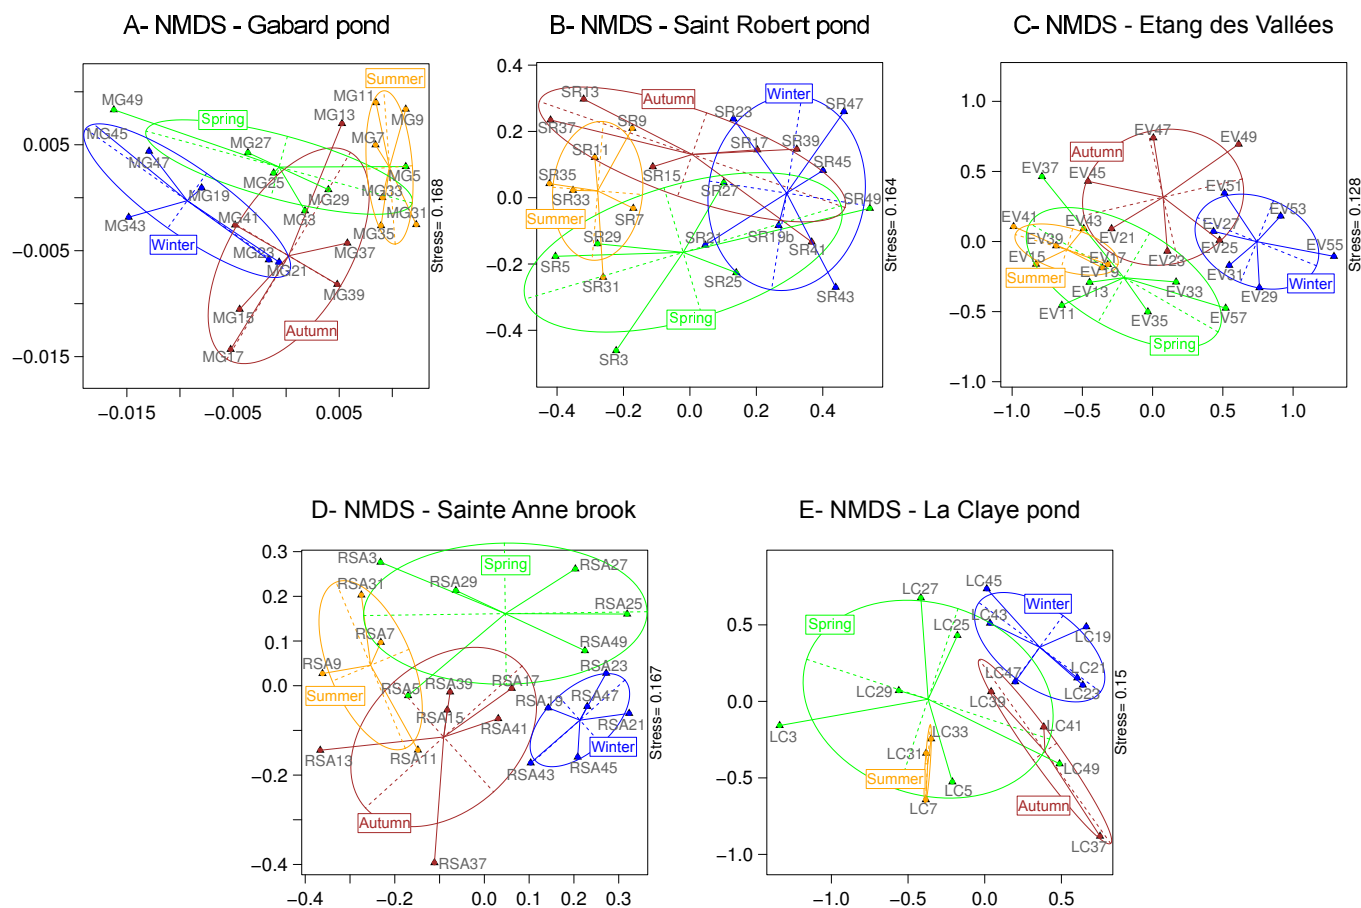 A- NMDS - Gabard pond
B- NMDS - Saint Robert pond
C- NMDS - Etang des Vallées
MG49
MG45
MG47
MG43
MG19
MG27
MG25
MG29
MG3
MG41
MG23
MG21
MG37
MG39
MG15
MG17
MG11
MG13
MG9
MG7
MG5
MG33
MG31
MG35
Summer
Spring
Winter
Autumn
0.005
−0.005
−0.015
−0.015
−0.005
0.005
Stress= 0.168
SR13
SR37
SR9
SR11
SR35
SR33
SR7
SR29
SR5
SR31
SR3
SR15
SR23
SR17
SR39
SR47
SR45
SR27
SR49
SR21
SR19b
SR41
SR25
SR43
Autumn
Winter
Summer
Spring
0.4
0.2
0.0
−0.2
−0.4
−0.4
−0.2
0.0
0.2
0.4
Stress= 0.164
EV47
EV49
EV37
EV45
EV41
EV43
EV39
EV21
EV15
EV17
EV19
EV23
EV13
EV11
EV33
EV35
EV57
EV51
EV53
EV27
EV25
EV55
EV31
EV29
Autumn
Summer
Winter
Spring
1.0
0.5
0.0
−0.5
−1.0
−1.0
−0.5
0.0
0.5
1.0
Stress= 0.128
D- NMDS - Sainte Anne brook
E- NMDS - La Claye pond
RSA3
RSA31
RSA29
RSA27
RSA25
RSA7
RSA49
RSA9
RSA23
RSA5
RSA39
RSA17
RSA19
RSA47
RSA15
RSA41
RSA21
RSA13
RSA11
RSA43
RSA45
RSA37
Spring
Summer
Winter
Autumn
0.3
0.2
0.1
0.0
−0.2
−0.4
−0.4
−0.2
0.0
0.1
0.2
0.3
Stress= 0.167
LC45
LC27
LC43
LC25
LC19
LC47
LC21
LC23
LC29
LC39
LC3
LC41
LC33
LC31
LC49
LC5
LC7
LC37
Spring
Winter
Summer
Autumn
0.5
0.0
−0.5
−1.0
−1.0
−0.5
0.0
0.5
Stress= 0.15